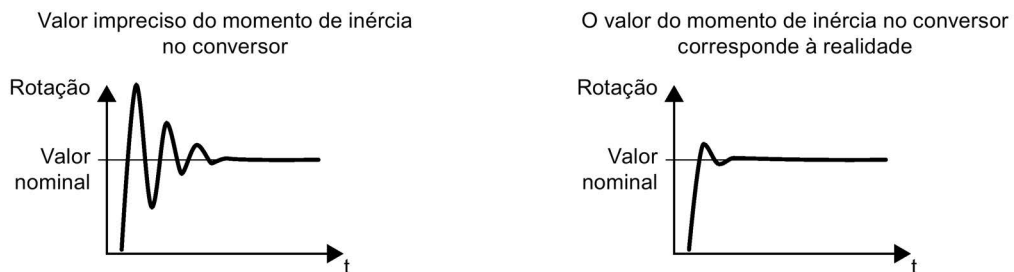 Valor impreciso do momento de inércia
no conversor
Rotação
Valor
nominal
t
O valor do momento de inércia no conversor
corresponde à realidade
Rotação
Valor
nominal
t